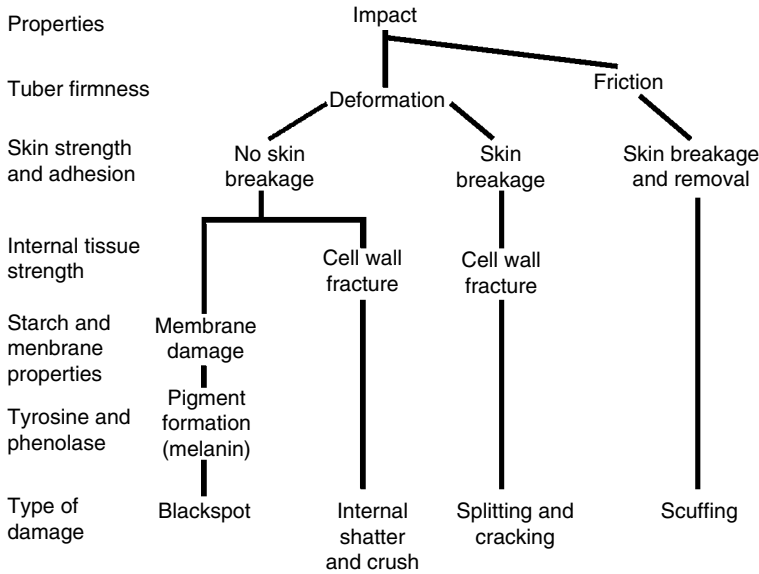 Properties
Impact
Tuber firmness
Deformation
Friction
Skin strength
and adhesion
No skin
breakage
Skin
breakage
Skin breakage
and removal
Internal tissue
strength
Cell wall
fracture
Cell wall
fracture
Starch and
menbrane
properties
Membrane
damage
Tyrosine and
phenolase
Pigment
formation
(melanin)
Type of
damage
Blackspot
Internal
shatter
and crush
Splitting and
cracking
Scuffing